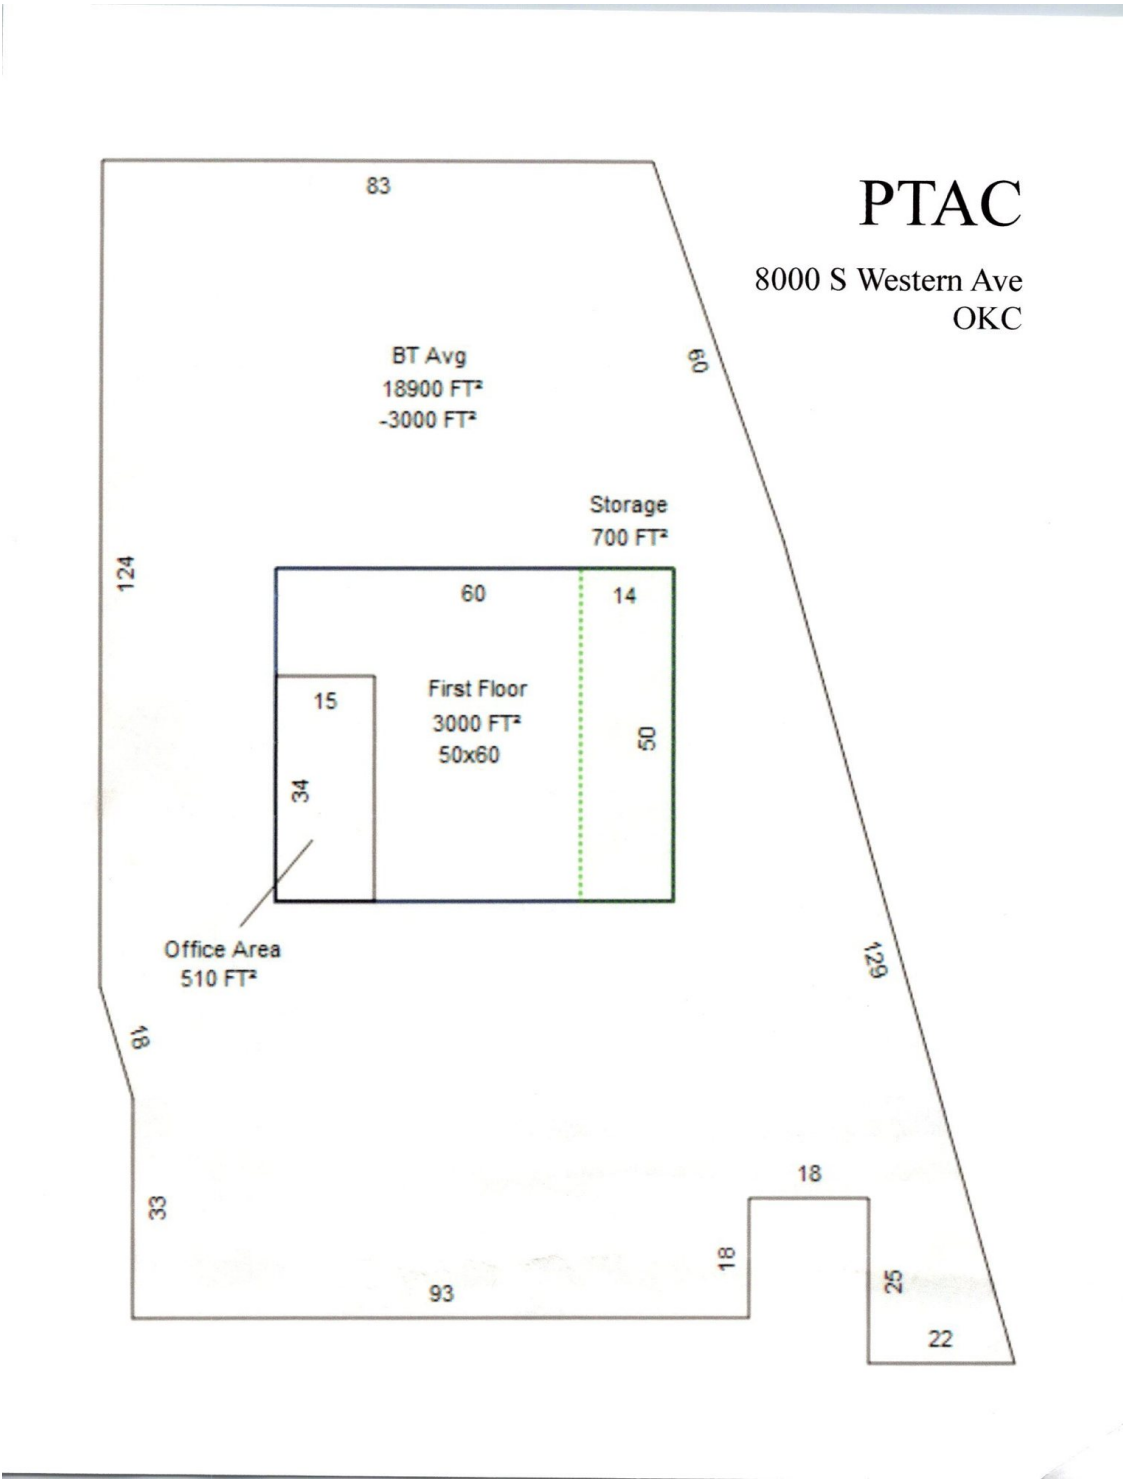 83
PTAC
8000 S Western Ave
OKC
60
BT Avg
18900 FT²
-3000 FT²
Storage
700 FT²
124
60
14
First Floor
3000 FT²
50x60
15
50
34
Office Area
510 FT²
129
18
18
33
18
25
93
22